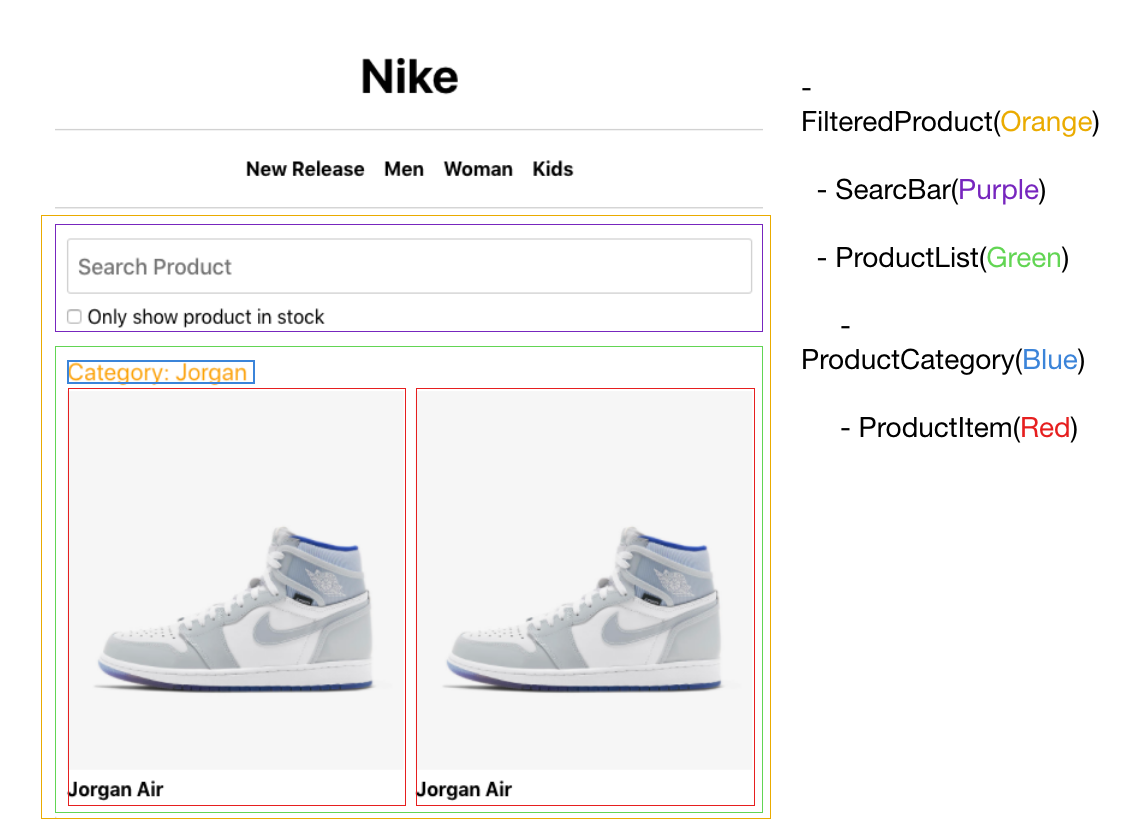 Nike
New Release Men Woman Kids
Search Product
Only show product in stock
Category: Jorgan
Jorgan Air
Jorgan Air
-
FilteredProduct(Orange)
- SearcBar(Purple)
- ProductList(Green)
-
ProductCategory(Blue)
- ProductItem(Red)